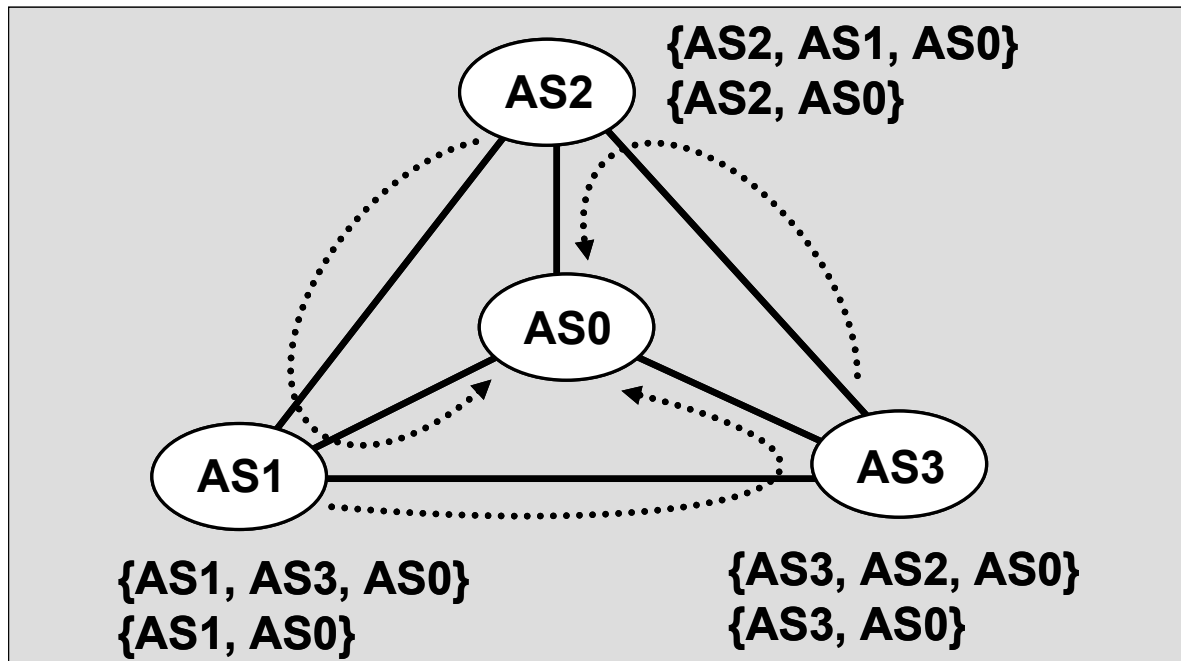 AS2
{AS2, AS1, AS0}
{AS2, AS0}
AS0
AS1
AS3
{AS1, AS3, AS0}
{AS1, AS0}
{AS3, AS2, AS0}
{AS3, AS0}